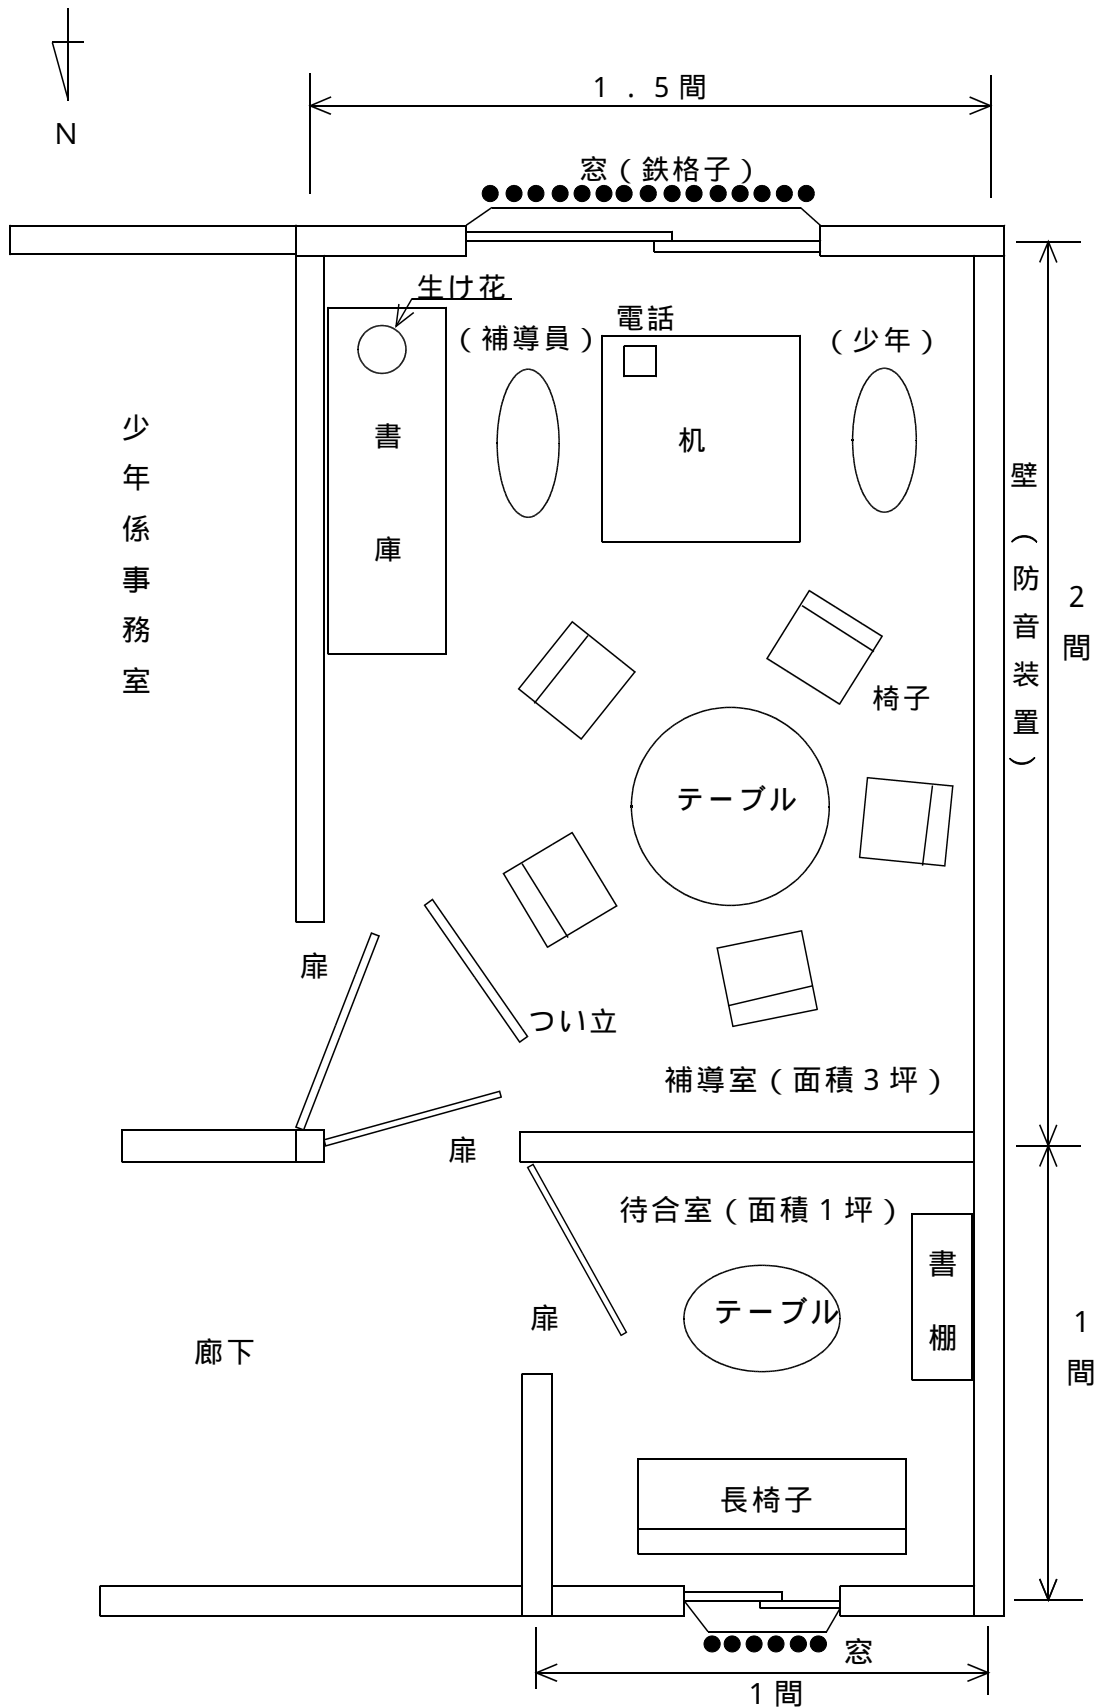 N
1.5間
窓(鉄格子)
生け花
(補導員)
電話
(少年)
書庫
机
少年係事務室
壁(防音装置)
2間
椅子
テーブル
扉
つい立
補導室(面積3坪)
扉
待合室(面積1坪)
書棚
テーブル
扉
廊下
1間
長椅子
窓
1間